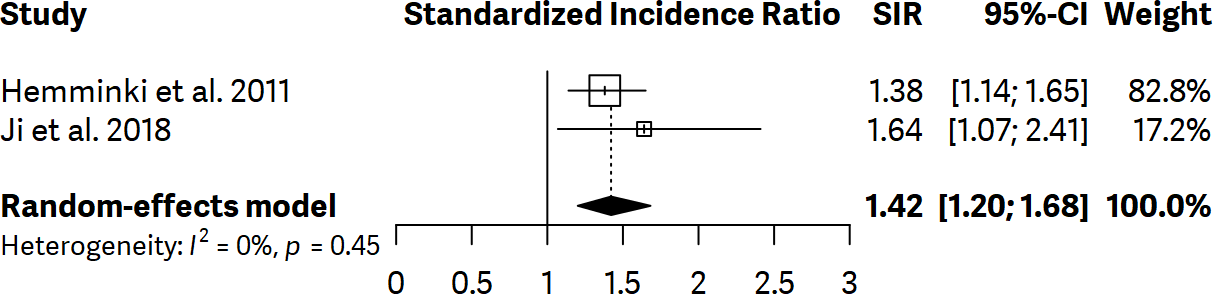 Study Standardized Incidence Ratio SIR 95%-CI Weight
Hemminki et al. 2011 1.38 [1.14; 1.65] 82.8%
Ji et al. 2018 1.64 [1.07; 2.41] 17.2%
Random-effects model 1.42 [1.20; 1.68] 100.0%
Heterogeneity: I² = 0%, p = 0.45
0 0.5 1 1.5 2 2.5 3